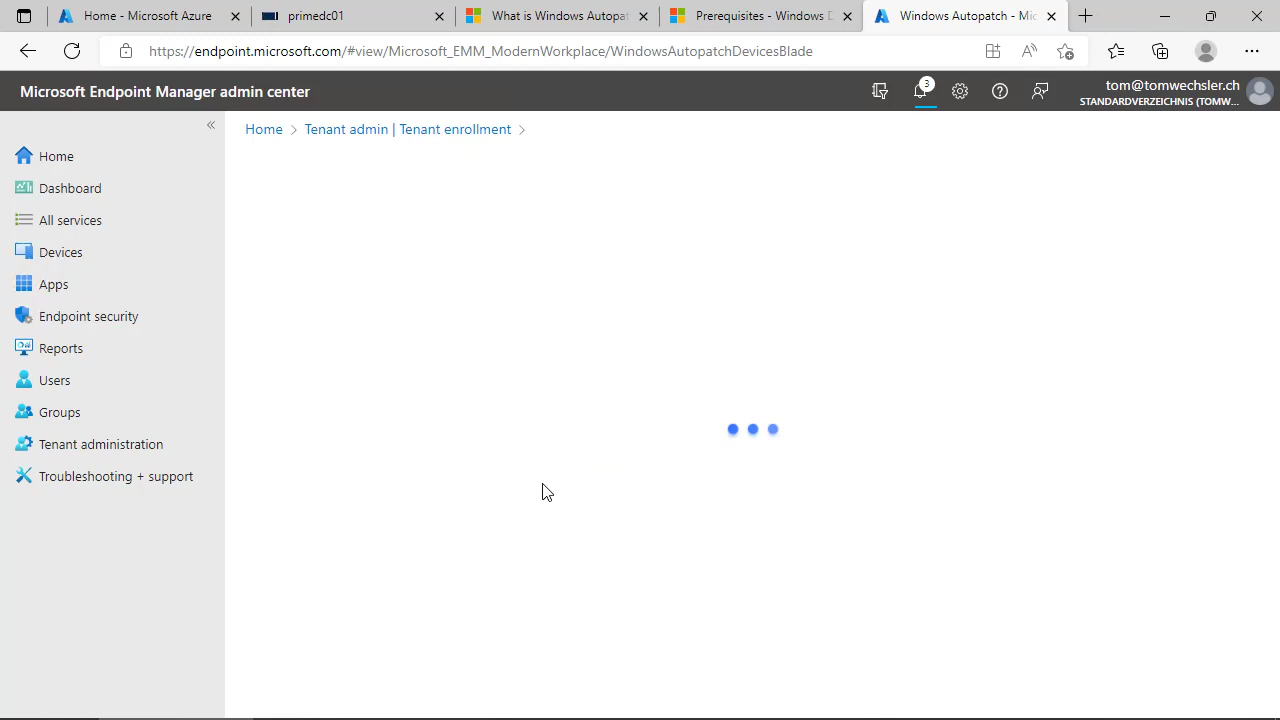 Home - Microsoft Azure
primedc01
What is Windows Autopat
Prerequisites - Windows D
Windows Autopatch - Mic
https://endpoint.microsoft.com/#view/Microsoft_EMM_ModernWorkplace/WindowsAutopatchDevicesBlade
Microsoft Endpoint Manager admin center
3
tom@tomwechsler.ch
STANDARDVERZEICHNIS (TOMW...
Home > Tenant admin | Tenant enrollment >
Home
Dashboard
All services
Devices
Apps
Endpoint security
Reports
Users
Groups
Tenant administration
Troubleshooting + support